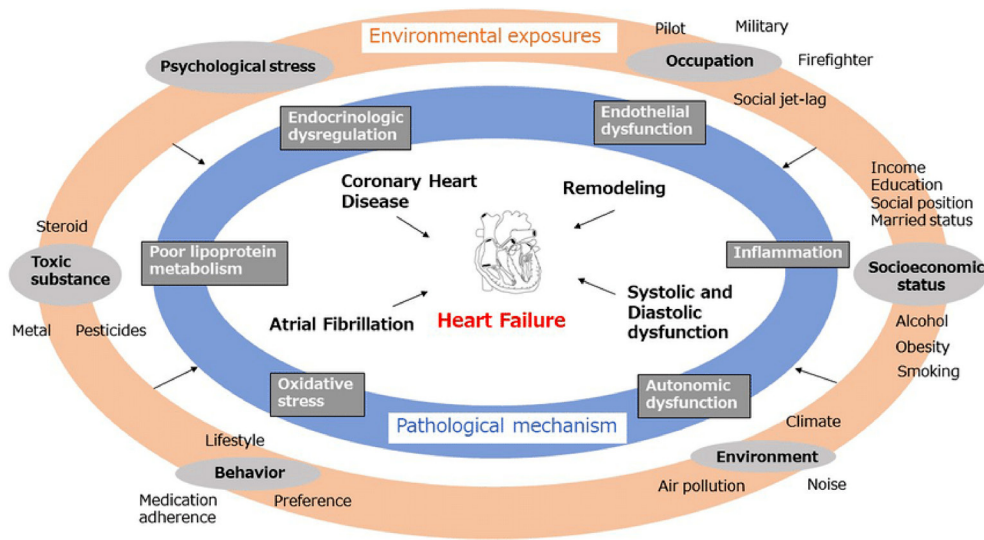 Environmental exposures
Pilot
Military
Psychological stress
Occupation
Firefighter
Social jet-lag
Endocrinologic
dysregulation
Endothelial
dysfunction
Coronary Heart
Disease
Remodeling
Income
Education
Social position
Married status
Steroid
Toxic
substance
Poor lipoprotein
metabolism
Inflammation
Socioeconomic
status
Metal
Pesticides
Atrial Fibrillation
Heart Failure
Systolic and
Diastolic
dysfunction
Alcohol
Obesity
Smoking
Oxidative
stress
Autonomic
dysfunction
Pathological mechanism
Lifestyle
Behavior
Medication
adherence
Preference
Climate
Environment
Air pollution
Noise